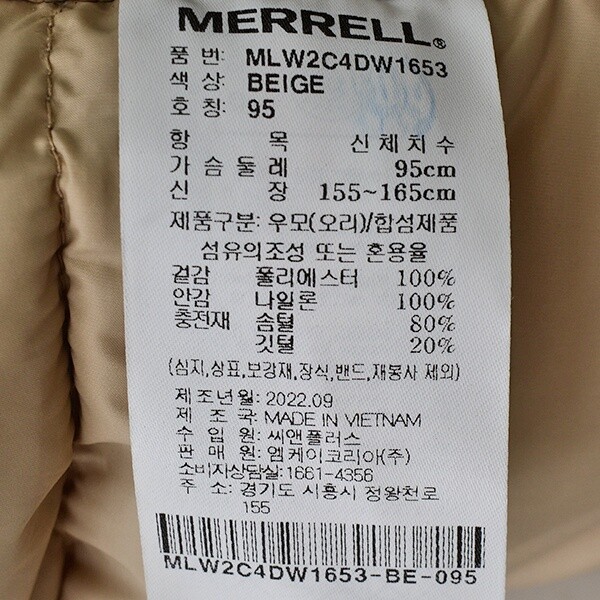 MERRELL®
품 번: MLW2C4DW1653
색 상: BEIGE
호 칭: 95
항 목 신체치수
가슴둘레 95cm
신 장 155~165cm
제품구분: 우모(오리)/합섬제품
섬유의조성 또는 혼용율
겉감 폴리에스터 100%
안감 나일론 100%
충전재 솜털 80%
깃털 20%
(심지,상표,보강재,장식,밴드,재봉사 제외)
제조년월: 2022.09
제 조 국: MADE IN VIETNAM
수 입 원: 씨앤플러스
판 매 원: 엠케이코리아(주)
소비자상담실:1661-4356
주 소: 경기도 시흥시 정왕천로
155
MLW2C4DW1653-BE-095